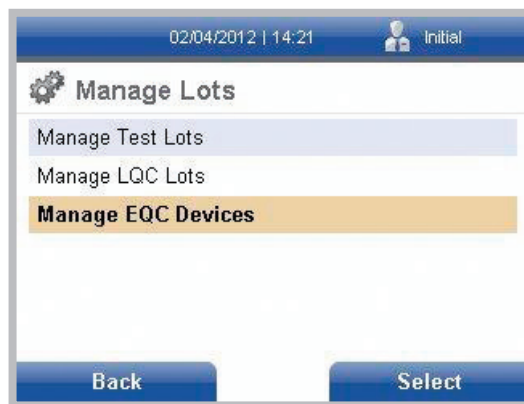 02/04/2012 | 14:21 Initial
Manage Lots
Manage Test Lots
Manage LQC Lots
Manage EQC Devices
Back Select